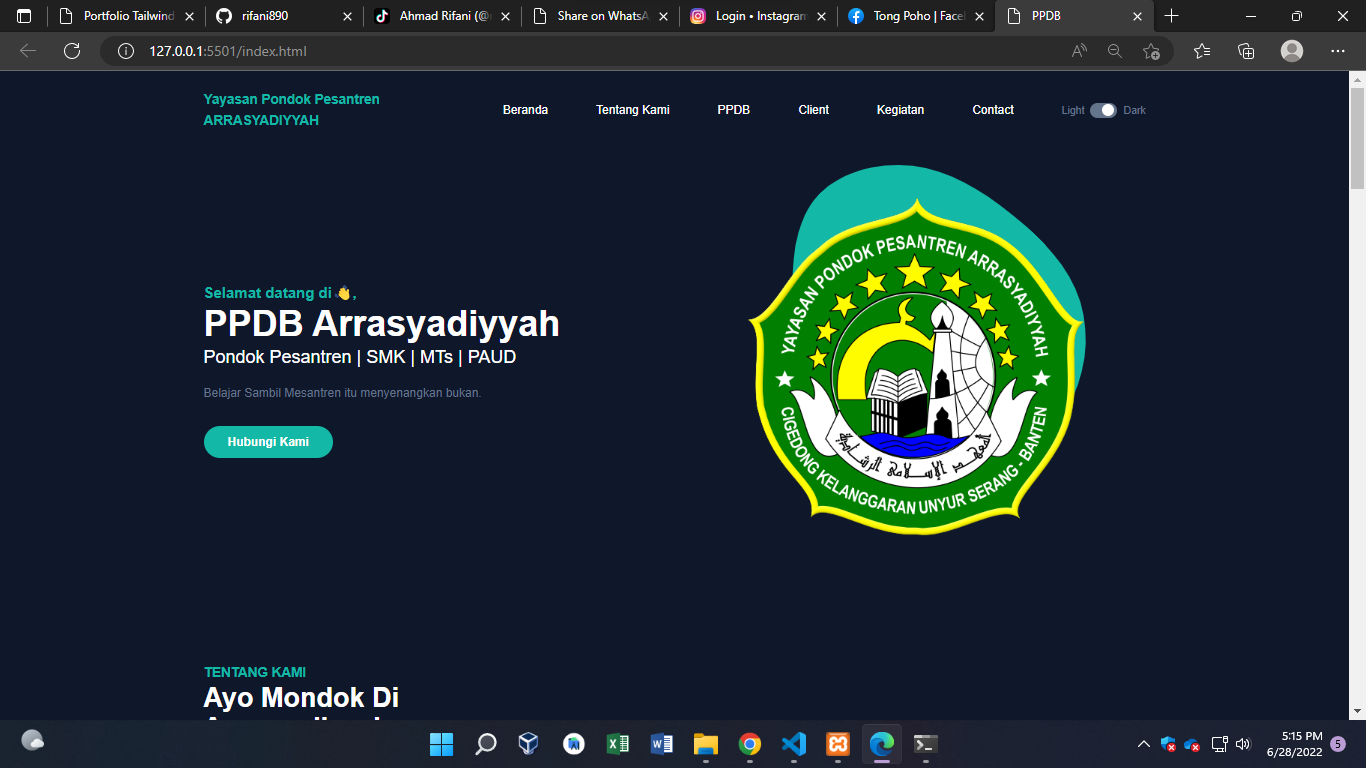 Portfolio Tailwind
rifani890
Ahmad Rifani (@
Share on WhatsA
Login • Instagram
Tong Poho | Face
PPDB
127.0.0.1:5501/index.html
Yayasan Pondok Pesantren
ARRASYADIYYAH
Beranda
Tentang Kami
PPDB
Client
Kegiatan
Contact
Light
Dark
Selamat datang di 👋,
PPDB Arrasyadiyyah
Pondok Pesantren | SMK | MTs | PAUD
Belajar Sambil Mesantren itu menyenangkan bukan.
Hubungi Kami
YAYASAN PONDOK PESANTREN ARRASYADIYYAH
CIGEDONG KELANGGARAN UNYUR SERANG - BANTEN
TENTANG KAMI
Ayo Mondok Di
5:15 PM
6/28/2022
5